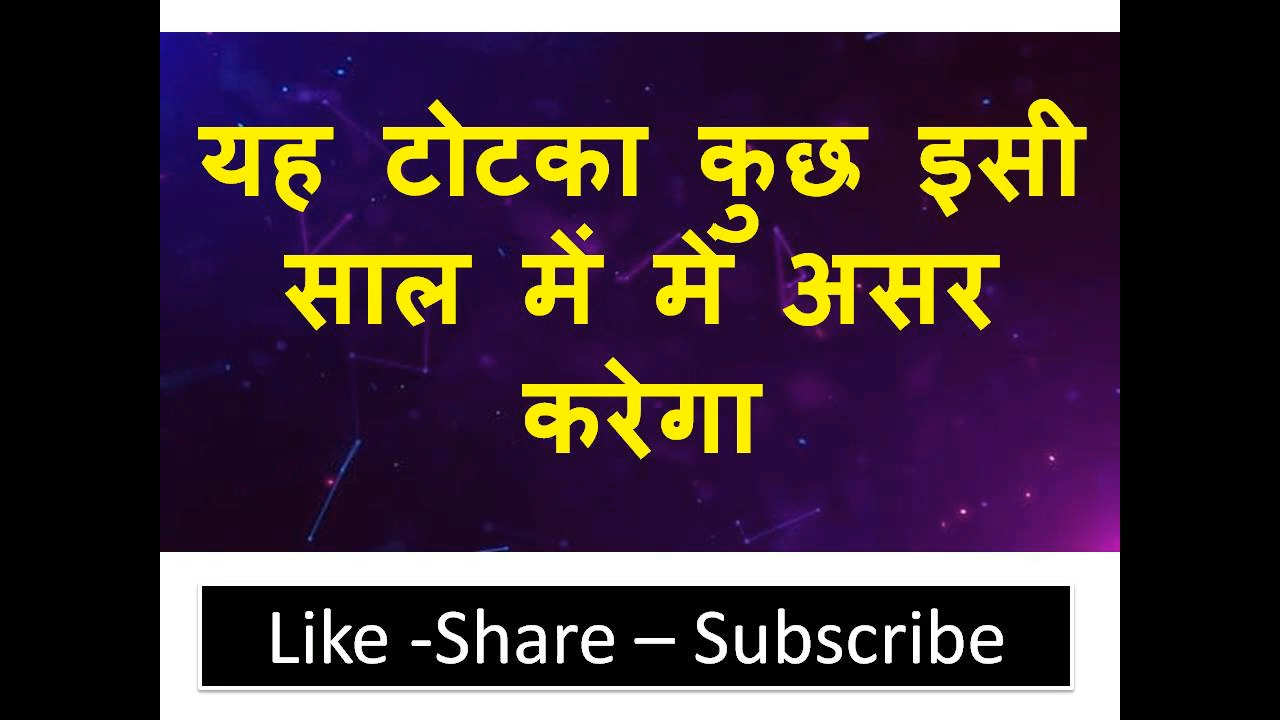 यह टोटका कुछ इसी
साल में मे असर
करेगा
Like -Share – Subscribe